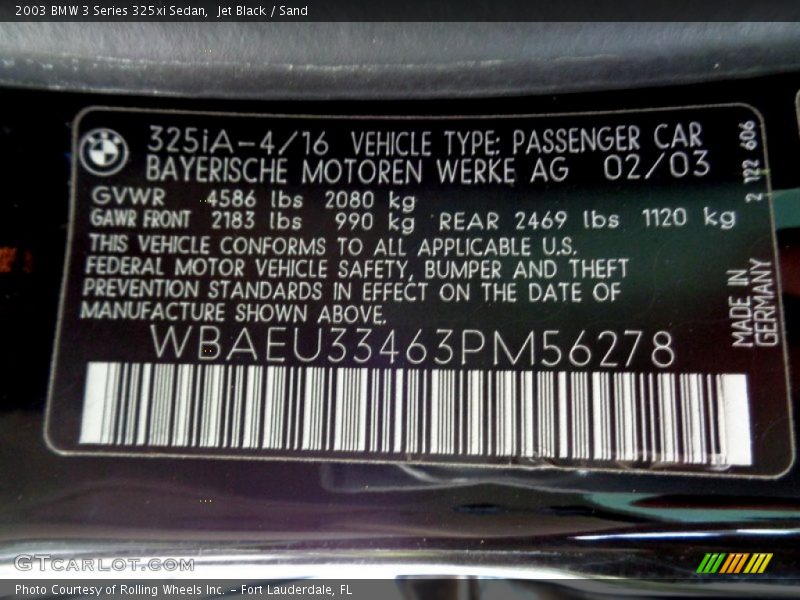 2003 BMW 3 Series 325xi Sedan, Jet Black / Sand
325iA-4/16 VEHICLE TYPE: PASSENGER CAR
BAYERISCHE MOTOREN WERKE AG 02/03
GVWR 4586 lbs 2080 kg
GAWR FRONT 2183 lbs 990 kg REAR 2469 lbs 1120 kg
THIS VEHICLE CONFORMS TO ALL APPLICABLE U.S.
FEDERAL MOTOR VEHICLE SAFETY, BUMPER AND THEFT
PREVENTION STANDARDS IN EFFECT ON THE DATE OF
MANUFACTURE SHOWN ABOVE.
WBAEU33463PM56278
2 122 606
MADE IN
GERMANY
GTCARLOT.COM
Photo Courtesy of Rolling Wheels Inc. - Fort Lauderdale, FL